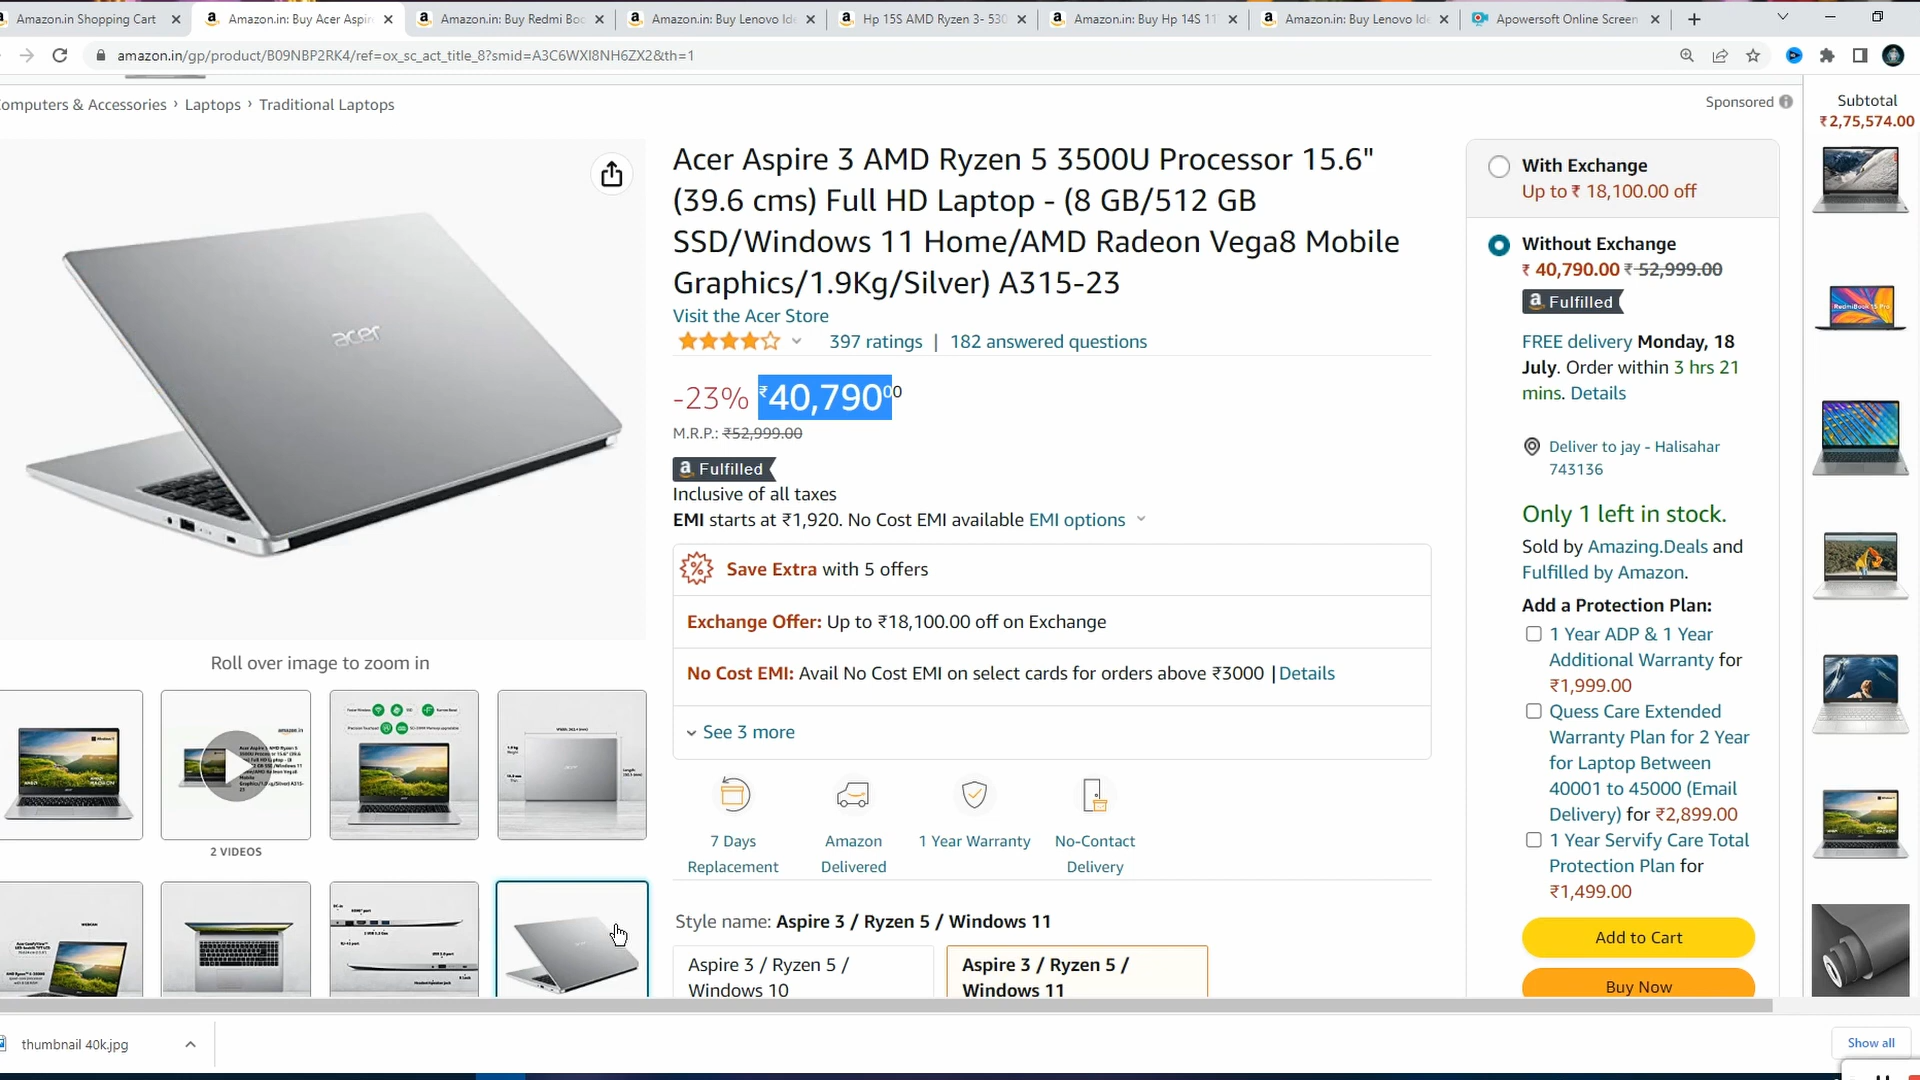 Amazon.in Shopping Cart
Amazon.in: Buy Acer Aspir
Amazon.in: Buy Redmi Boo
Amazon.in: Buy Lenovo Ide
Hp 15S AMD Ryzen 3- 530
Amazon.in: Buy Hp 14S 11
Amazon.in: Buy Lenovo Ide
Apowersoft Online Screen
amazon.in/gp/product/B09NBP2RK4/ref=ox_sc_act_title_8?smid=A3C6WXI8NH6ZX2&th=1
omputers & Accessories › Laptops › Traditional Laptops
Sponsored
Subtotal
₹2,75,574.00
Acer Aspire 3 AMD Ryzen 5 3500U Processor 15.6"
(39.6 cms) Full HD Laptop - (8 GB/512 GB
SSD/Windows 11 Home/AMD Radeon Vega8 Mobile
Graphics/1.9Kg/Silver) A315-23
Visit the Acer Store
397 ratings | 182 answered questions
-23% ₹40,790 00
M.R.P.: ₹52,999.00
a Fulfilled
Inclusive of all taxes
EMI starts at ₹1,920. No Cost EMI available EMI options
Save Extra with 5 offers
Exchange Offer: Up to ₹18,100.00 off on Exchange
No Cost EMI: Avail No Cost EMI on select cards for orders above ₹3000 | Details
See 3 more
7 Days
Replacement
Amazon
Delivered
1 Year Warranty
No-Contact
Delivery
Style name: Aspire 3 / Ryzen 5 / Windows 11
Aspire 3 / Ryzen 5 /
Windows 10
Aspire 3 / Ryzen 5 /
Windows 11
acer
Roll over image to zoom in
2 VIDEOS
With Exchange
Up to ₹ 18,100.00 off
Without Exchange
₹ 40,790.00 ₹ 52,999.00
a Fulfilled
FREE delivery Monday, 18
July. Order within 3 hrs 21
mins. Details
Deliver to jay - Halisahar
743136
Only 1 left in stock.
Sold by Amazing.Deals and
Fulfilled by Amazon.
Add a Protection Plan:
1 Year ADP & 1 Year
Additional Warranty for
₹1,999.00
Quess Care Extended
Warranty Plan for 2 Year
for Laptop Between
40001 to 45000 (Email
Delivery) for ₹2,899.00
1 Year Servify Care Total
Protection Plan for
₹1,499.00
Add to Cart
Buy Now
thumbnail 40k.jpg
Show all